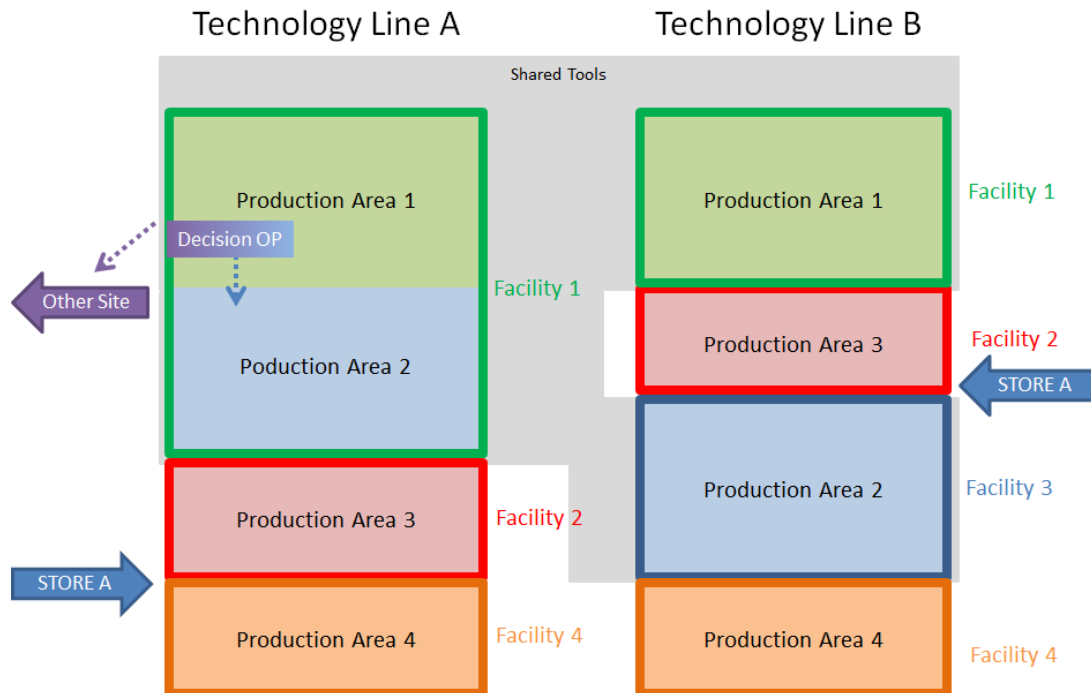 Technology Line A
Technology Line B
Shared Tools
Production Area 1
Decision OP
Other Site
Facility 1
Poduction Area 2
Production Area 3
Facility 2
STORE A
Production Area 4
Facility 4
Production Area 1
Facility 1
Production Area 3
Facility 2
STORE A
Production Area 2
Facility 3
Production Area 4
Facility 4